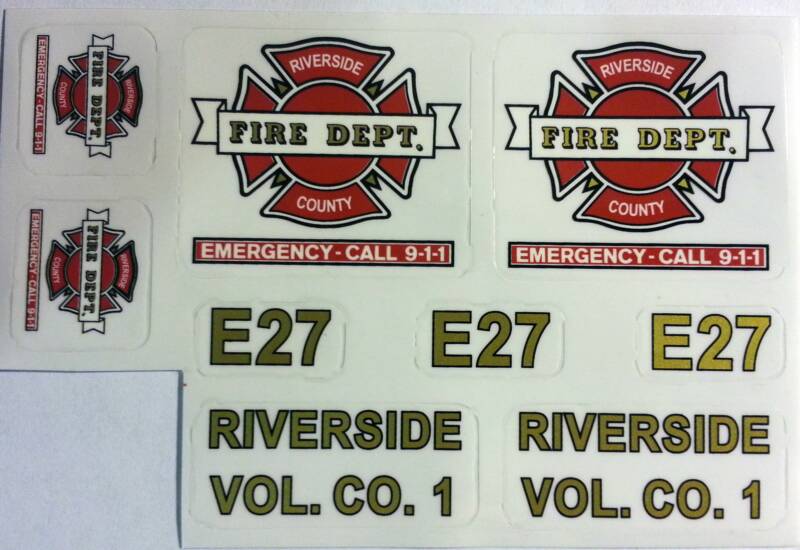 RIVERSIDE
FIRE DEPT.
COUNTY
EMERGENCY - CALL 9-1-1
RIVERSIDE
FIRE DEPT.
COUNTY
EMERGENCY - CALL 9-1-1
RIVERSIDE
FIRE DEPT.
COUNTY
EMERGENCY - CALL 9-1-1
RIVERSIDE
FIRE DEPT.
COUNTY
EMERGENCY - CALL 9-1-1
E27
E27
E27
RIVERSIDE
VOL. CO. 1
RIVERSIDE
VOL. CO. 1